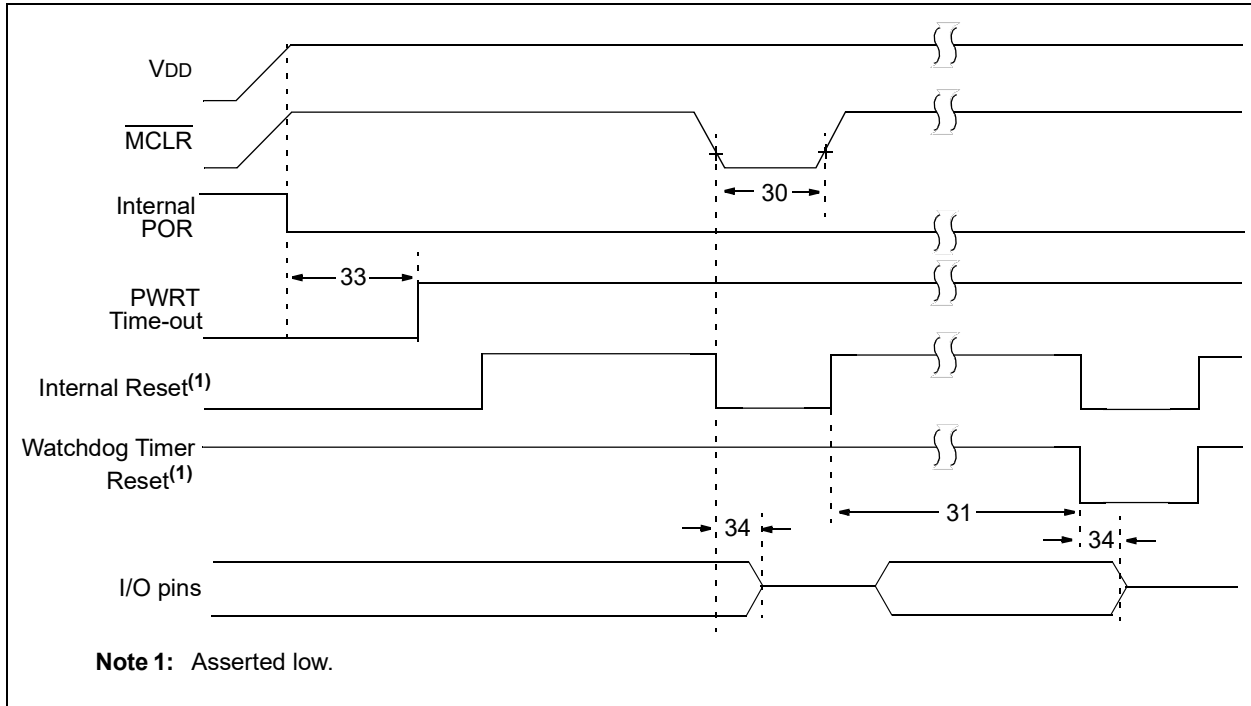 VDD
MCLR
30
Internal
POR
33
PWRT
Time-out
Internal Reset(1)
Watchdog Timer
Reset(1)
31
34
34
I/O pins
Note 1: Asserted low.